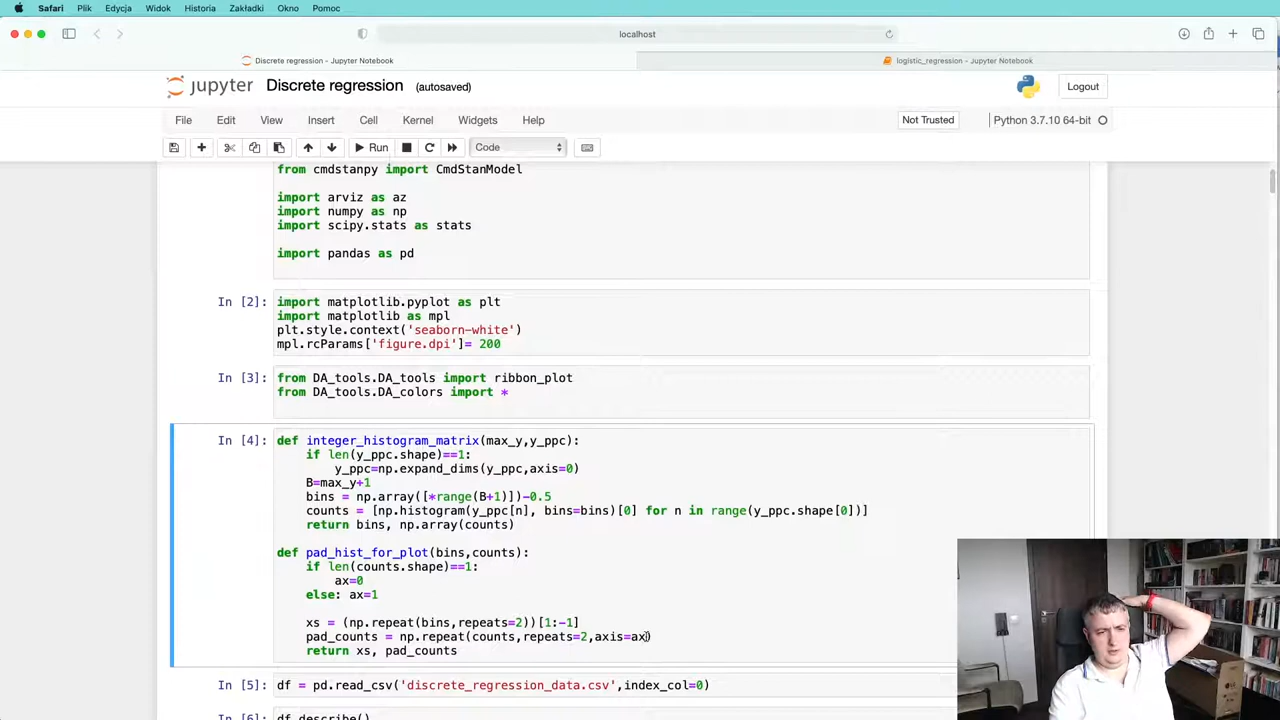 Safari Plik Edycja Widok Historia Zakładki Okno Pomoc
localhost
Discrete regression - Jupyter Notebook
logistic_regression - Jupyter Notebook
jupyter Discrete regression (autosaved)
Logout
File Edit View Insert Cell Kernel Widgets Help
Not Trusted
Python 3.7.10 64-bit
Run
Code
from cmdstanpy import CmdStanModel
import arviz as az
import numpy as np
import scipy.stats as stats
import pandas as pd
In [2]:
import matplotlib.pyplot as plt
import matplotlib as mpl
plt.style.context('seaborn-white')
mpl.rcParams['figure.dpi']= 200
In [3]:
from DA_tools.DA_tools import ribbon_plot
from DA_tools.DA_colors import *
In [4]:
def integer_histogram_matrix(max_y,y_ppc):
    if len(y_ppc.shape)==1:
        y_ppc=np.expand_dims(y_ppc,axis=0)
    B=max_y+1
    bins = np.array([*range(B+1)])-0.5
    counts = [np.histogram(y_ppc[n], bins=bins)[0] for n in range(y_ppc.shape[0])]
    return bins, np.array(counts)
def pad_hist_for_plot(bins,counts):
    if len(counts.shape)==1:
        ax=0
    else: ax=1
    xs = (np.repeat(bins,repeats=2))[1:-1]
    pad_counts = np.repeat(counts,repeats=2,axis=ax)
    return xs, pad_counts
In [5]:
df = pd.read_csv('discrete_regression_data.csv',index_col=0)
In [6]:
df.describe()